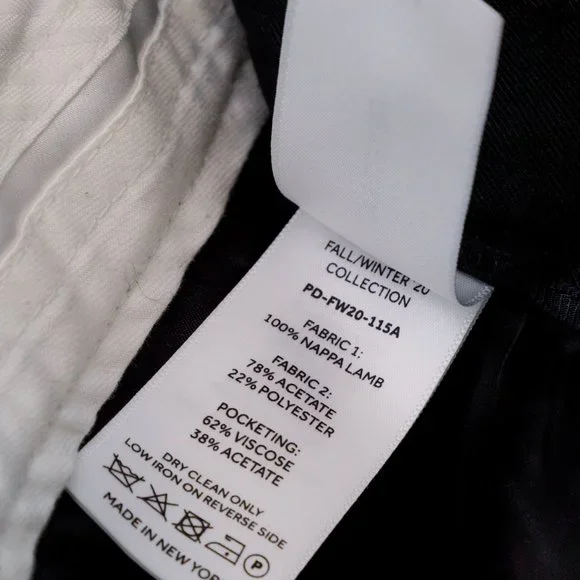 FALL/WINTER '20
COLLECTION
PD-FW20-115A
FABRIC 1:
100% NAPPA LAMB
FABRIC 2:
78% ACETATE
22% POLYESTER
POCKETING:
62% VISCOSE
38% ACETATE
DRY CLEAN ONLY
LOW IRON ON REVERSE SIDE
P
MADE IN NEW YORK